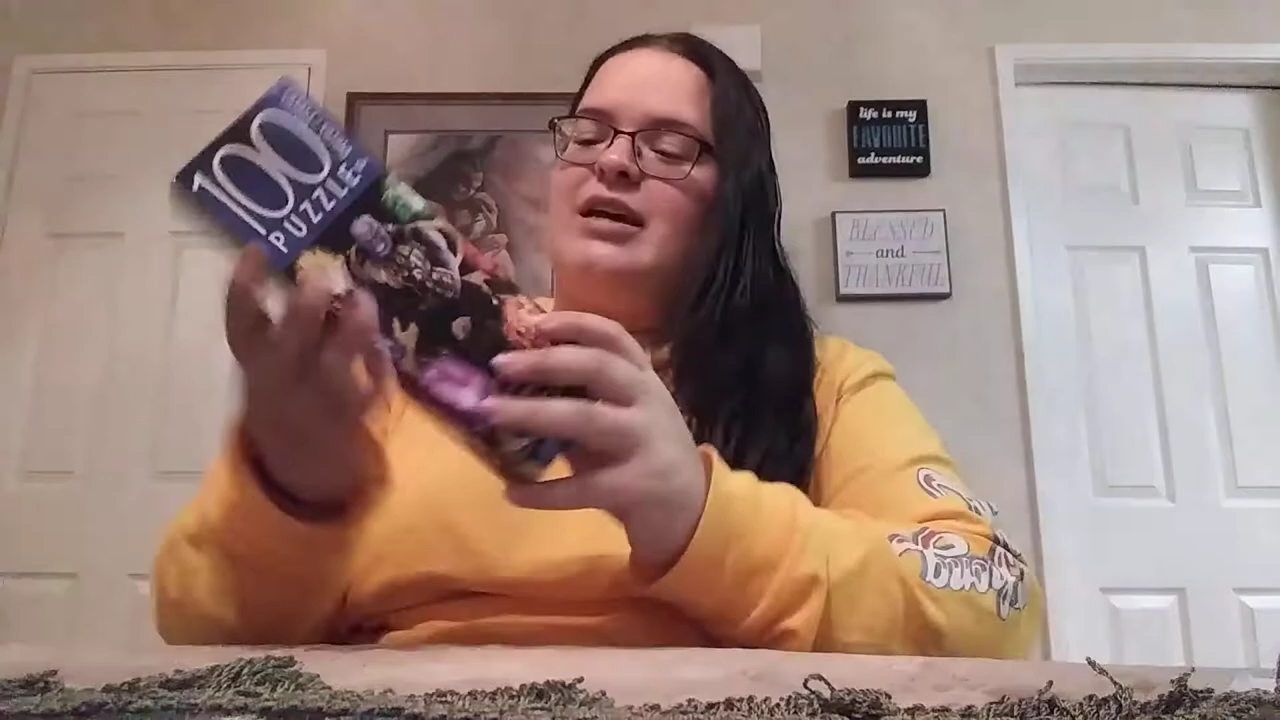 100
PUZZLE
life is my
FAVORITE
adventure
BLESSED
and
THANKFUL